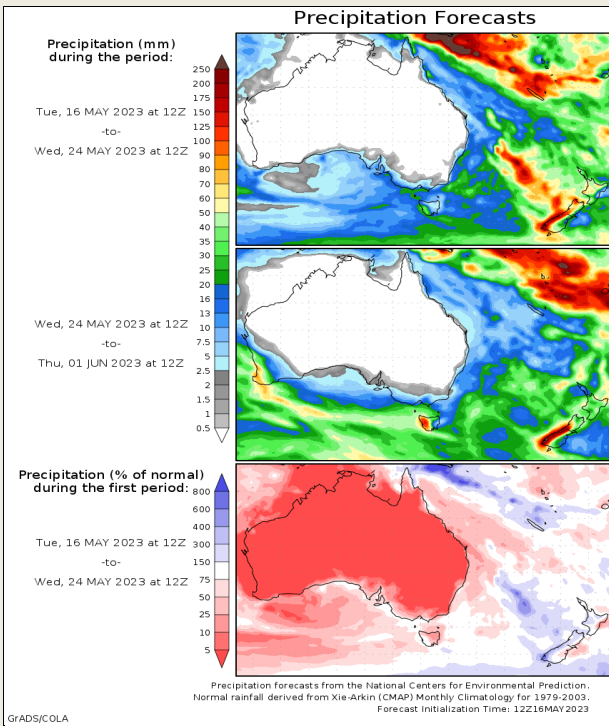 Precipitation Forecasts
Precipitation (mm)
during the period:
Tue, 16 MAY 2023 at 12Z
-to-
Wed, 24 MAY 2023 at 12Z
250
200
175
150
125
100
90
80
70
60
50
40
35
30
25
20
16
13
10
7.5
5
2.5
2
1.5
1
0.5
Wed, 24 MAY 2023 at 12Z
-to-
Thu, 01 JUN 2023 at 12Z
Precipitation (% of normal)
during the first period:
Tue, 16 MAY 2023 at 12Z
-to-
Wed, 24 MAY 2023 at 12Z
800
600
400
300
150
75
50
25
10
5
Precipitation forecasts from the National Centers for Environmental Prediction.
Normal rainfall derived from Xie-Arkin (CMAP) Monthly Climatology for 1979-2003.
Forecast Initialization Time: 12Z16MAY2023
GrADS/COLA